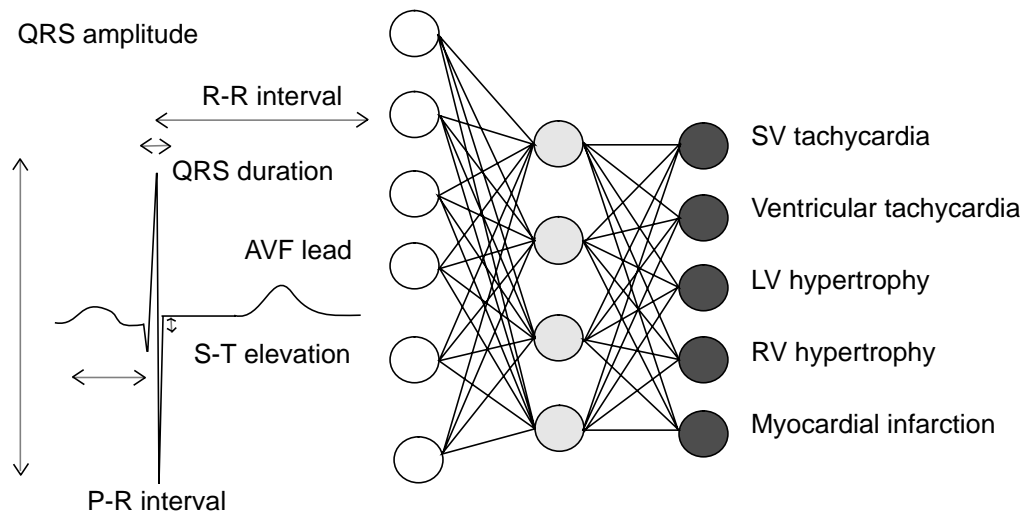 QRS amplitude
R-R interval
QRS duration
AVF lead
S-T elevation
P-R interval
SV tachycardia
Ventricular tachycardia
LV hypertrophy
RV hypertrophy
Myocardial infarction